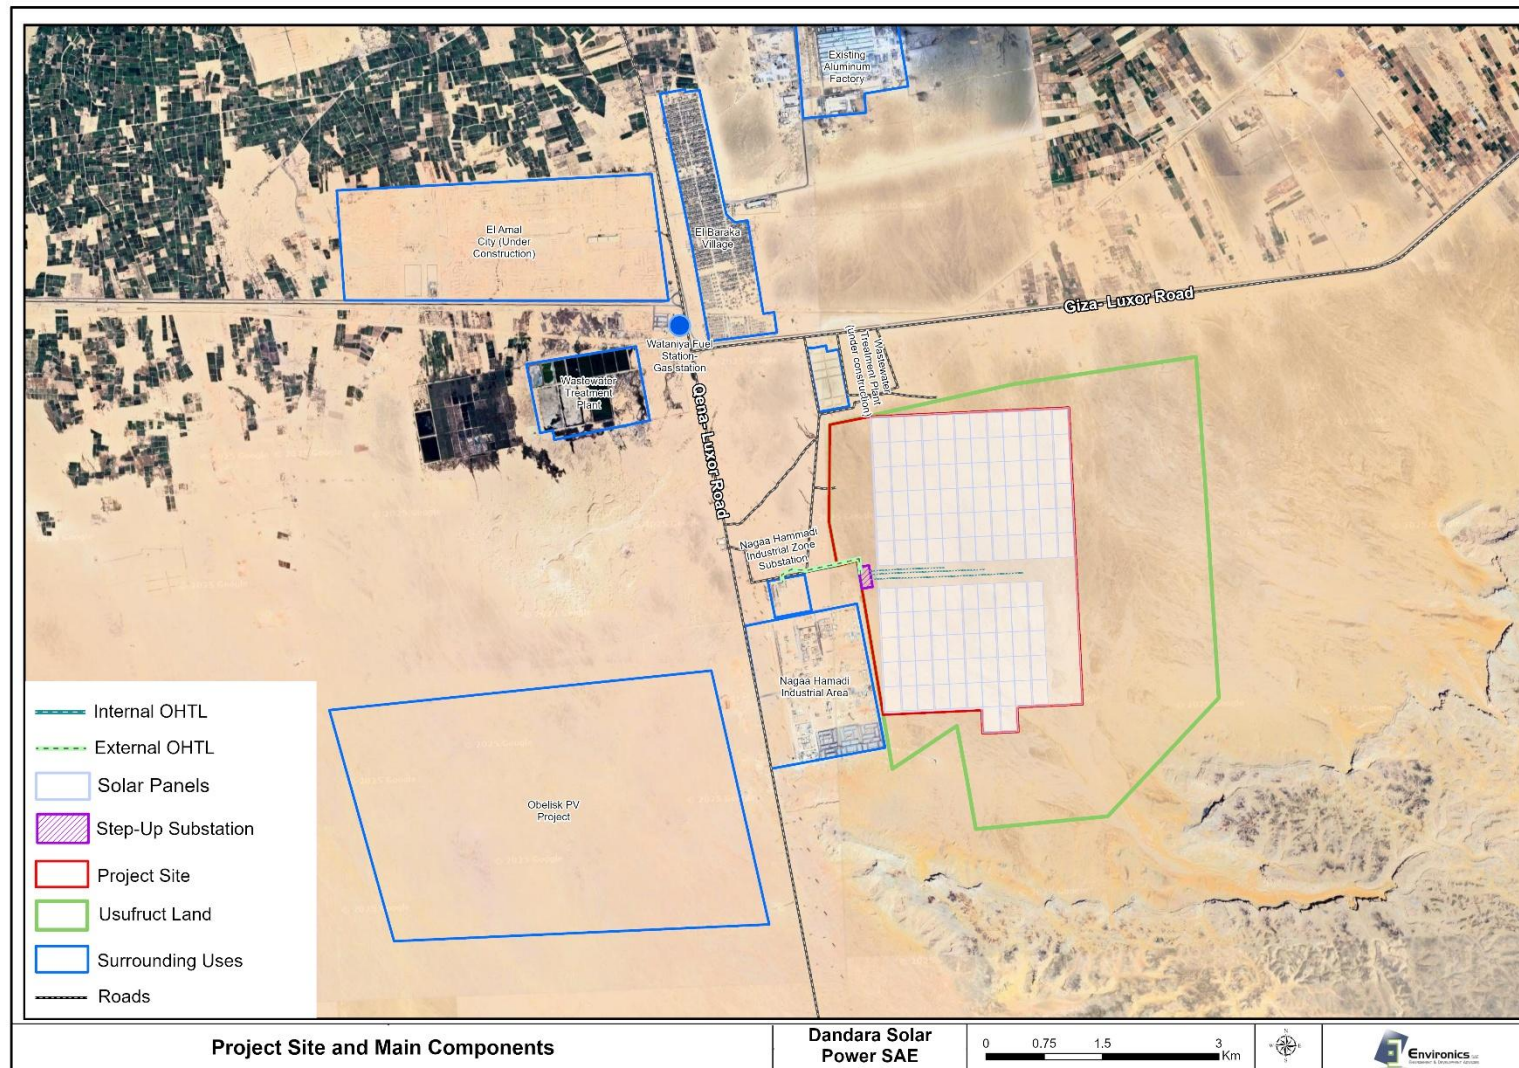 Existing
Aluminum
Factory
El Amal
City (Under
Construction)
El Baraka
Village
Giza- Luxor Road
Wataniya Fuel
Station-
Gas station
Wastewater
Treatment
Plant
Wastewater
Treatment Plant
(under construction)
Qena- Luxor Road
Nagaa Hammadi
Industrial Zone
Substation
Nagaa Hamadi
Industrial Area
Obelisk PV
Project
Internal OHTL
External OHTL
Solar Panels
Step-Up Substation
Project Site
Usufruct Land
Surrounding Uses
Roads
Project Site and Main Components
Dandara Solar
Power SAE
0 0.75 1.5 3
Km
N
Environics